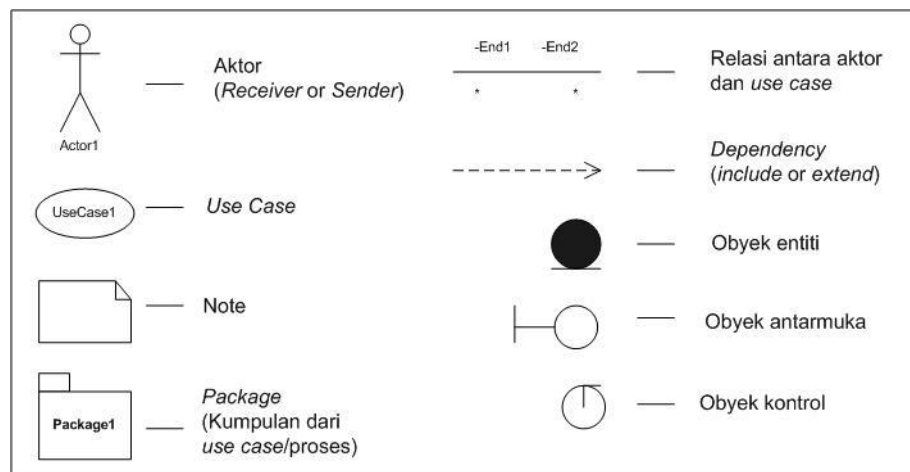 Actor1
Aktor
(Receiver or Sender)
UseCase1
Use Case
Note
Package1
Package
(Kumpulan dari
use case/proses)
-End1 -End2
* *
Relasi antara aktor
dan use case
Dependency
(include or extend)
Obyek entiti
Obyek antarmuka
Obyek kontrol